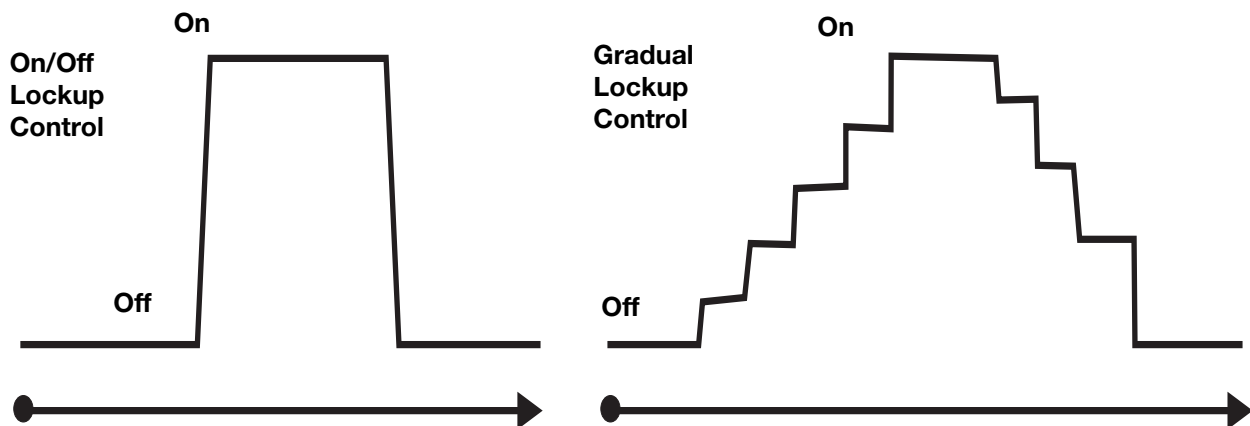 On
On/Off
Lockup
Control
Off
On
Gradual
Lockup
Control
Off